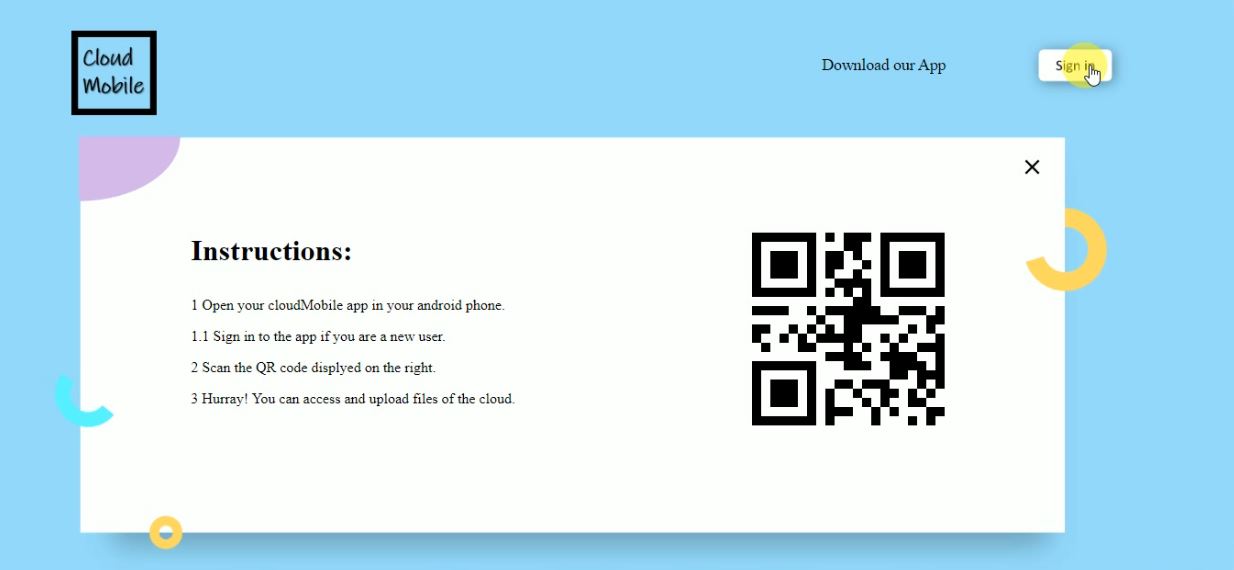 Cloud
Mobile
Download our App
Sign in
Instructions:
1 Open your cloudMobile app in your android phone.
1.1 Sign in to the app if you are a new user.
2 Scan the QR code displyed on the right.
3 Hurray! You can access and upload files of the cloud.